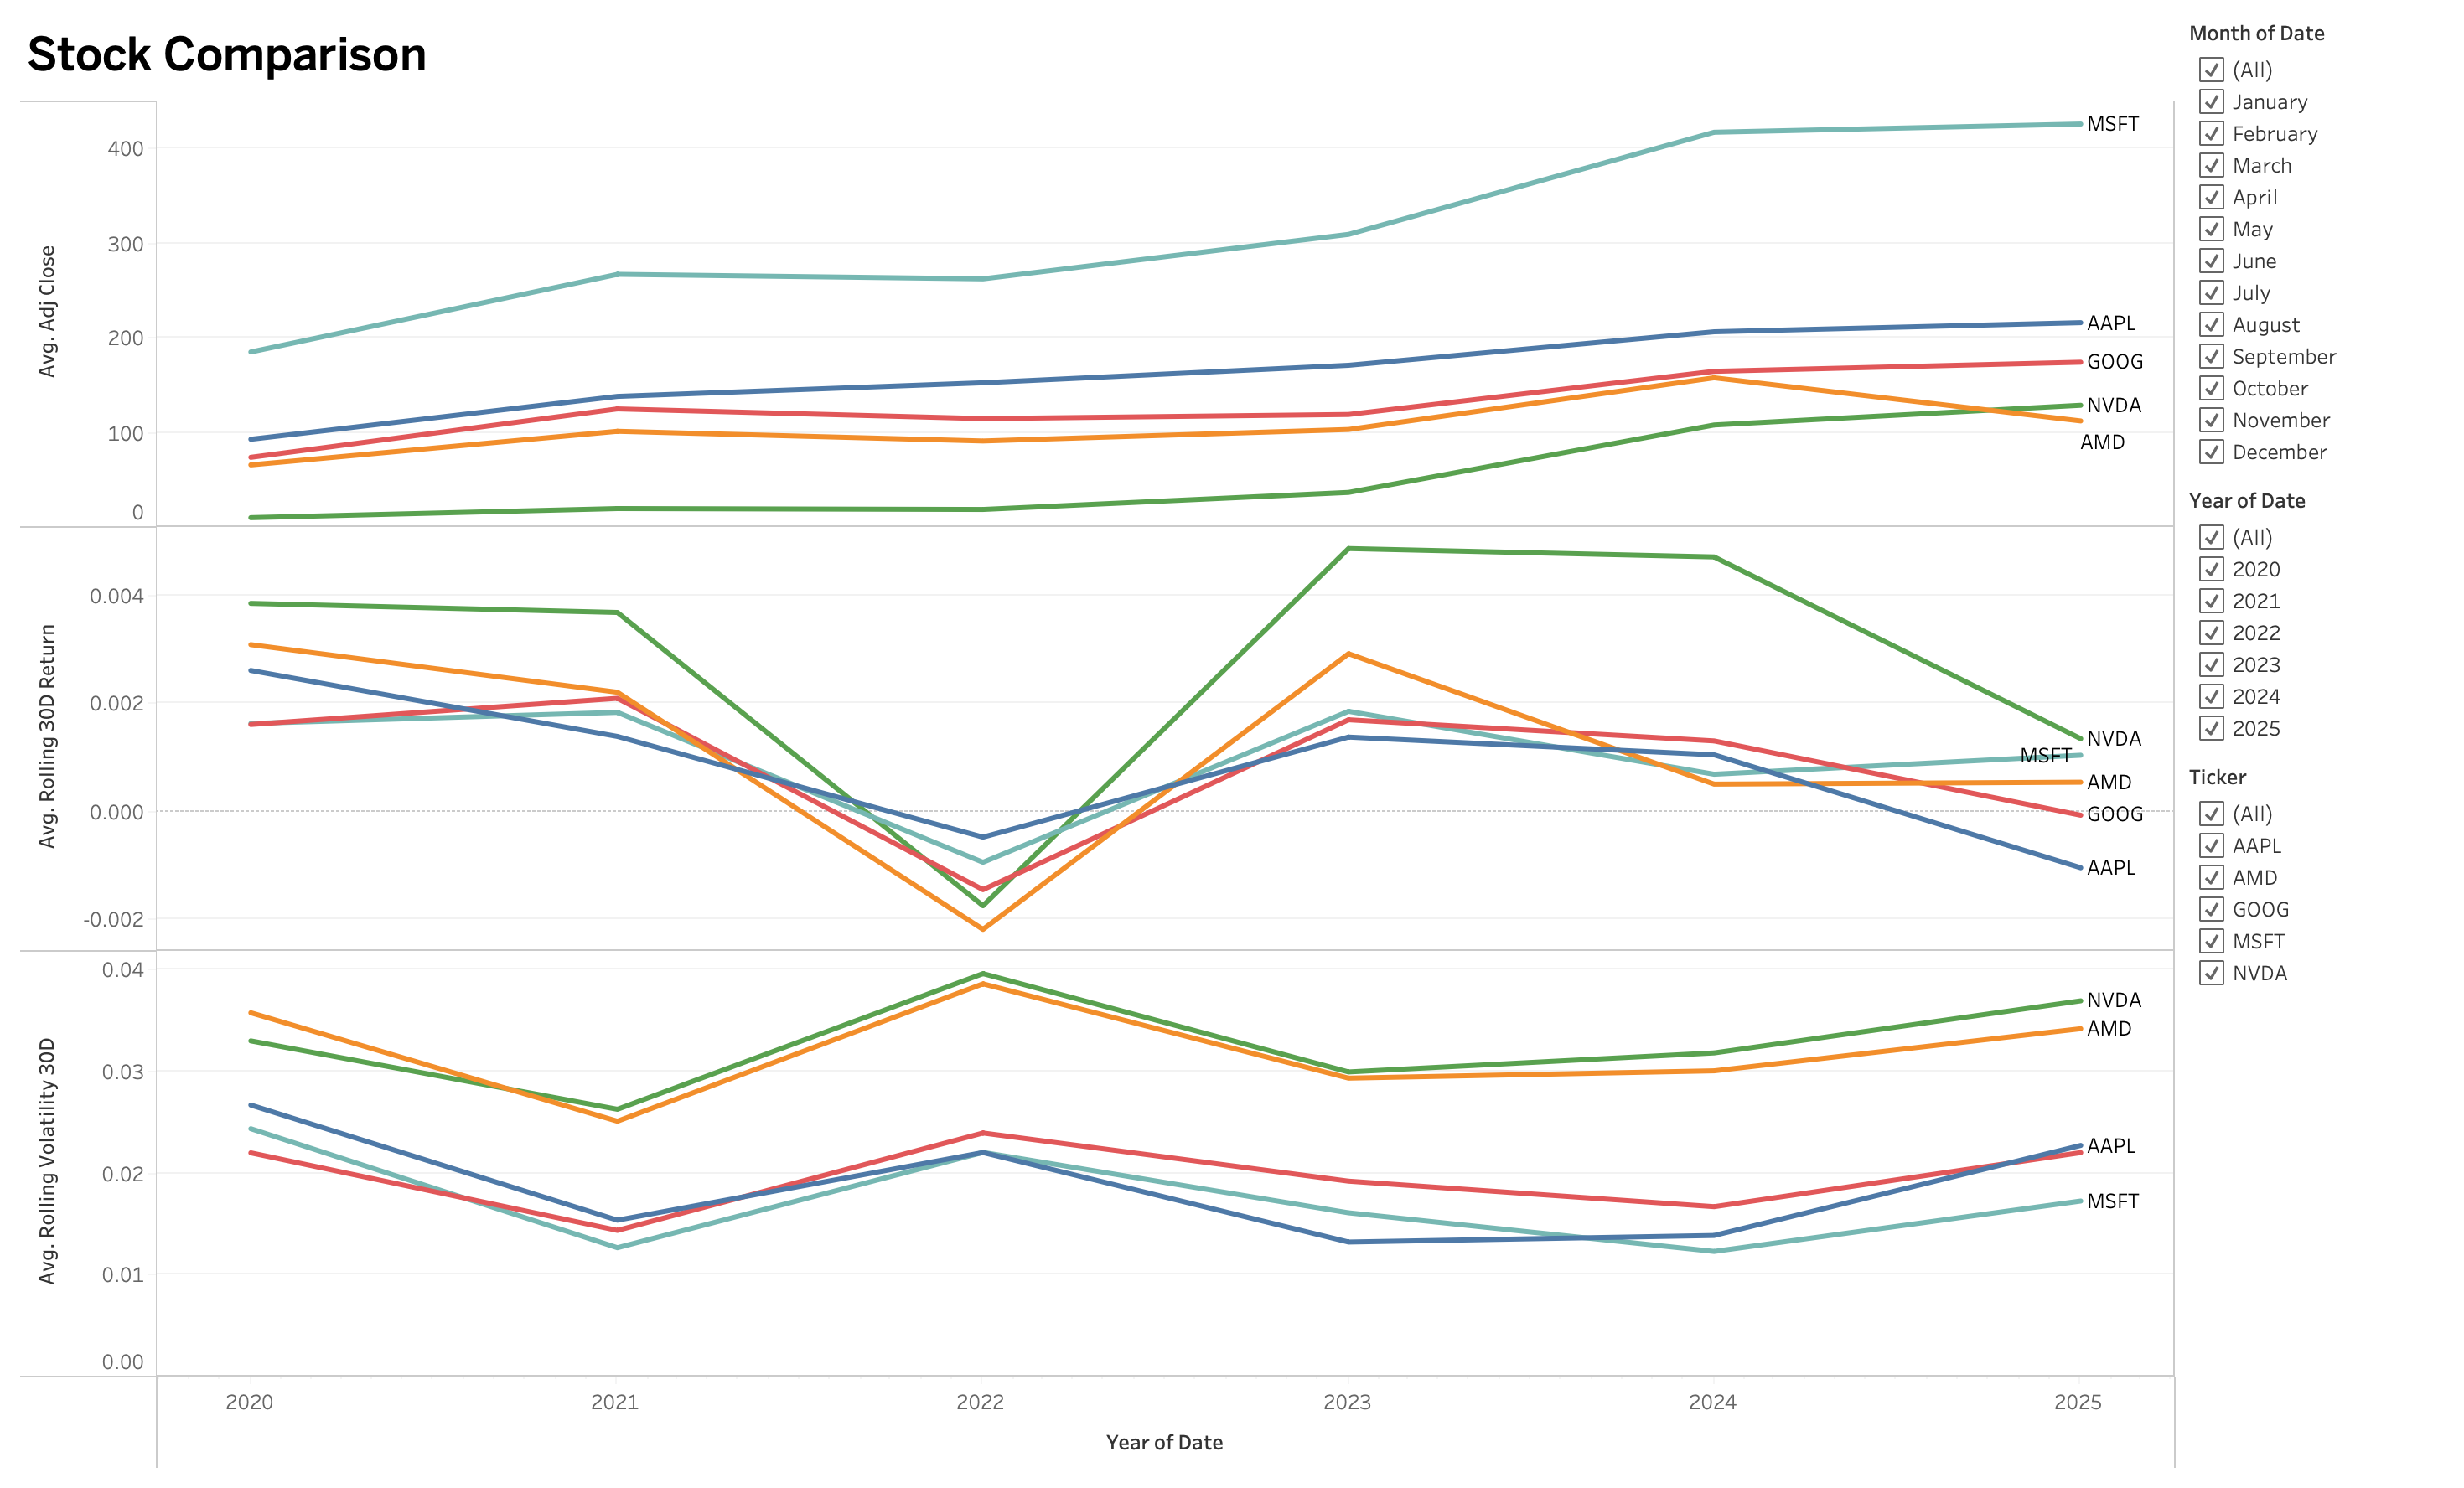 Stock Comparison
Avg. Adj Close
400
300
200
100
0
MSFT
AAPL
GOOG
NVDA
AMD
Avg. Rolling 30D Return
0.004
0.002
0.000
-0.002
NVDA
MSFT
AMD
GOOG
AAPL
Avg. Rolling Volatility 30D
0.04
0.03
0.02
0.01
0.00
NVDA
AMD
AAPL
MSFT
2020 2021 2022 2023 2024 2025
Year of Date
Month of Date
(All)
January
February
March
April
May
June
July
August
September
October
November
December
Year of Date
(All)
2020
2021
2022
2023
2024
2025
Ticker
(All)
AAPL
AMD
GOOG
MSFT
NVDA